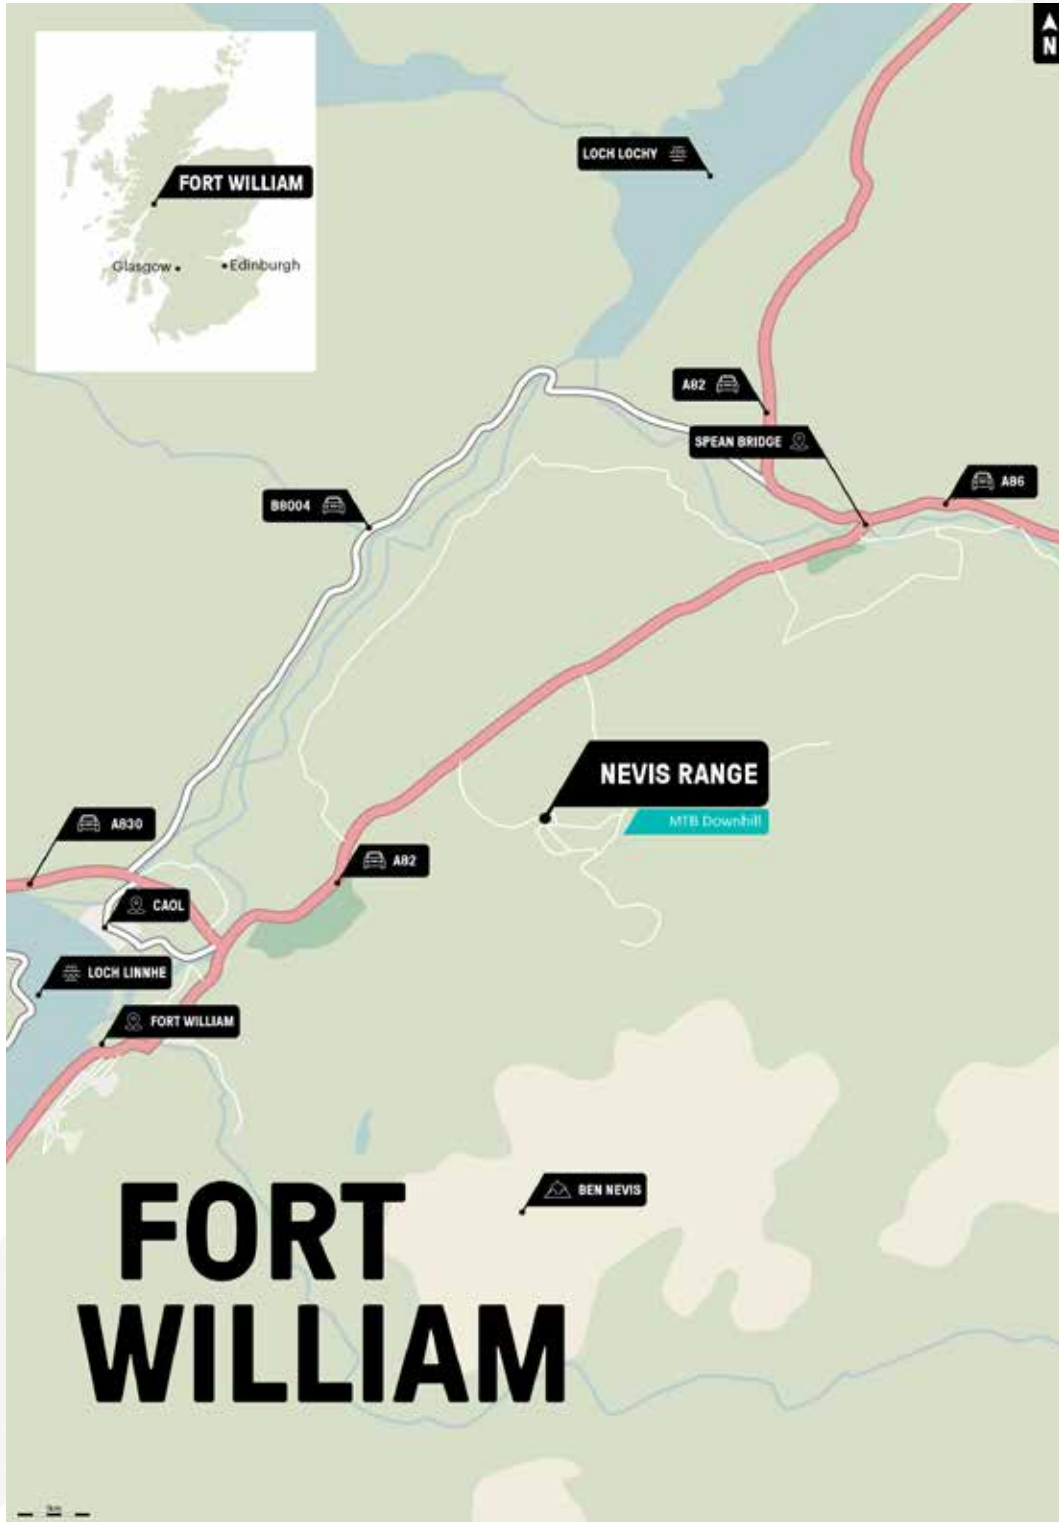 N
FORT WILLIAM
Glasgow
Edinburgh
LOCH LOCHY
A82
SPEAN BRIDGE
A86
B8004
NEVIS RANGE
MTB Downhill
A830
A82
CAOL
LOCH LINNHE
FORT WILLIAM
BEN NEVIS
FORT
WILLIAM